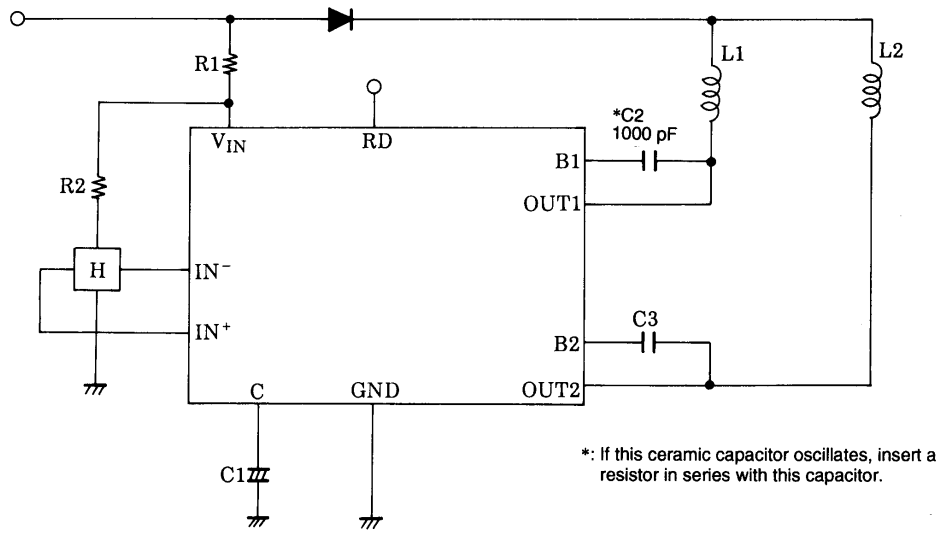 R1
L1
L2
*C2
1000 pF
VIN
RD
B1
R2
OUT1
H
IN-
IN+
C3
B2
C
GND
OUT2
C1
*: If this ceramic capacitor oscillates, insert a
resistor in series with this capacitor.